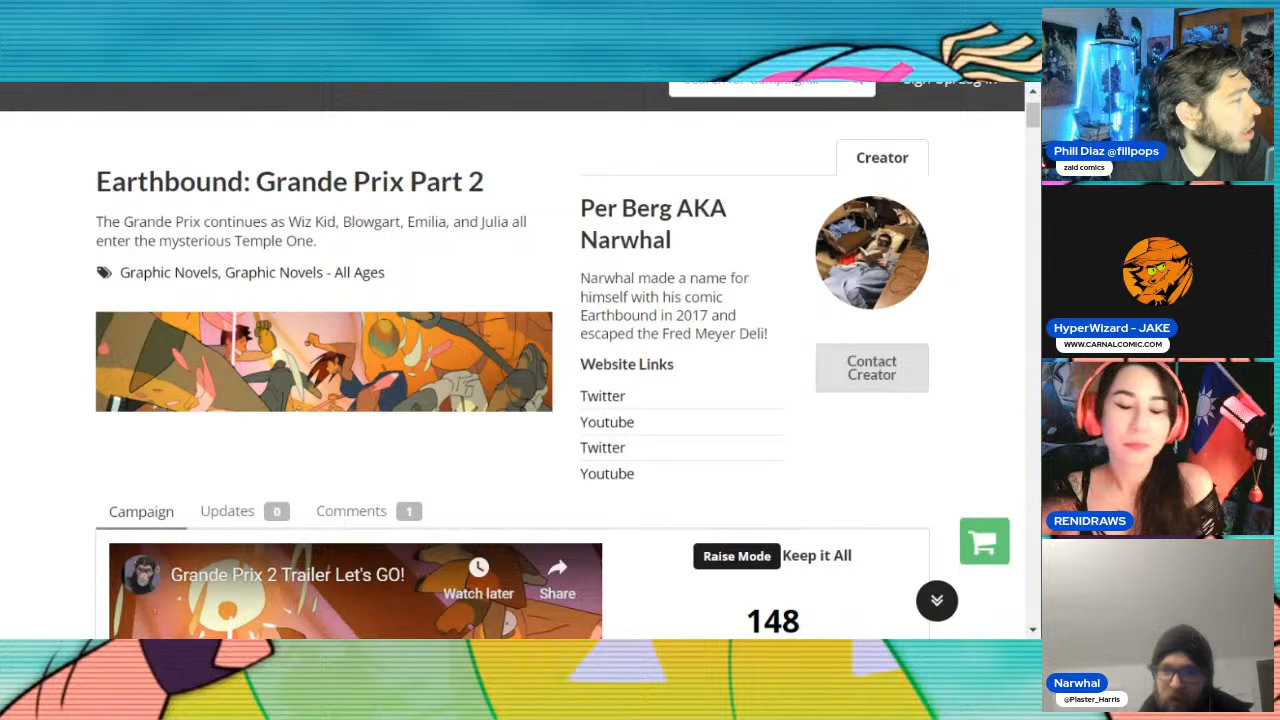 Earthbound: Grande Prix Part 2
The Grande Prix continues as Wiz Kid, Blowgart, Emilia, and Julia all
enter the mysterious Temple One.
Graphic Novels, Graphic Novels - All Ages
Creator
Per Berg AKA
Narwhal
Narwhal made a name for
himself with his comic
Earthbound in 2017 and
escaped the Fred Meyer Deli!
Website Links
Twitter
Youtube
Twitter
Youtube
Contact
Creator
Campaign
Updates 0
Comments 1
Grande Prix 2 Trailer Let's GO!
Watch later
Share
Raise Mode Keep it All
148
Phill Diaz @fillpops
zaid comics
HyperWizard - JAKE
WWW.CARNALCOMIC.COM
RENIDRAWS
Narwhal
@Plaster_Harris